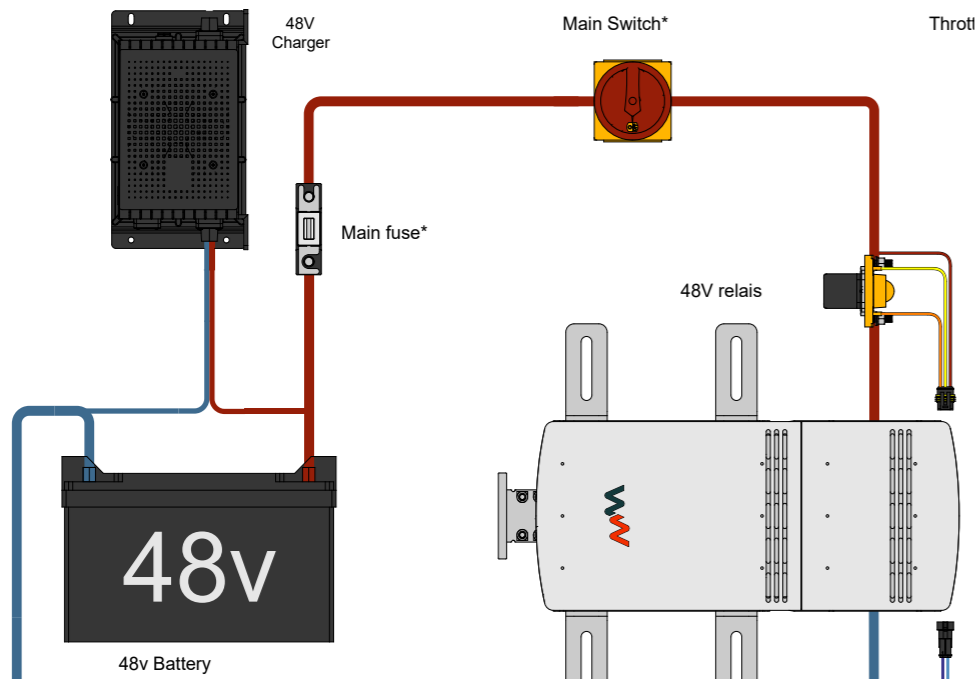 48V
Charger
Main Switch*
Main fuse*
48V relais
48v
48v Battery